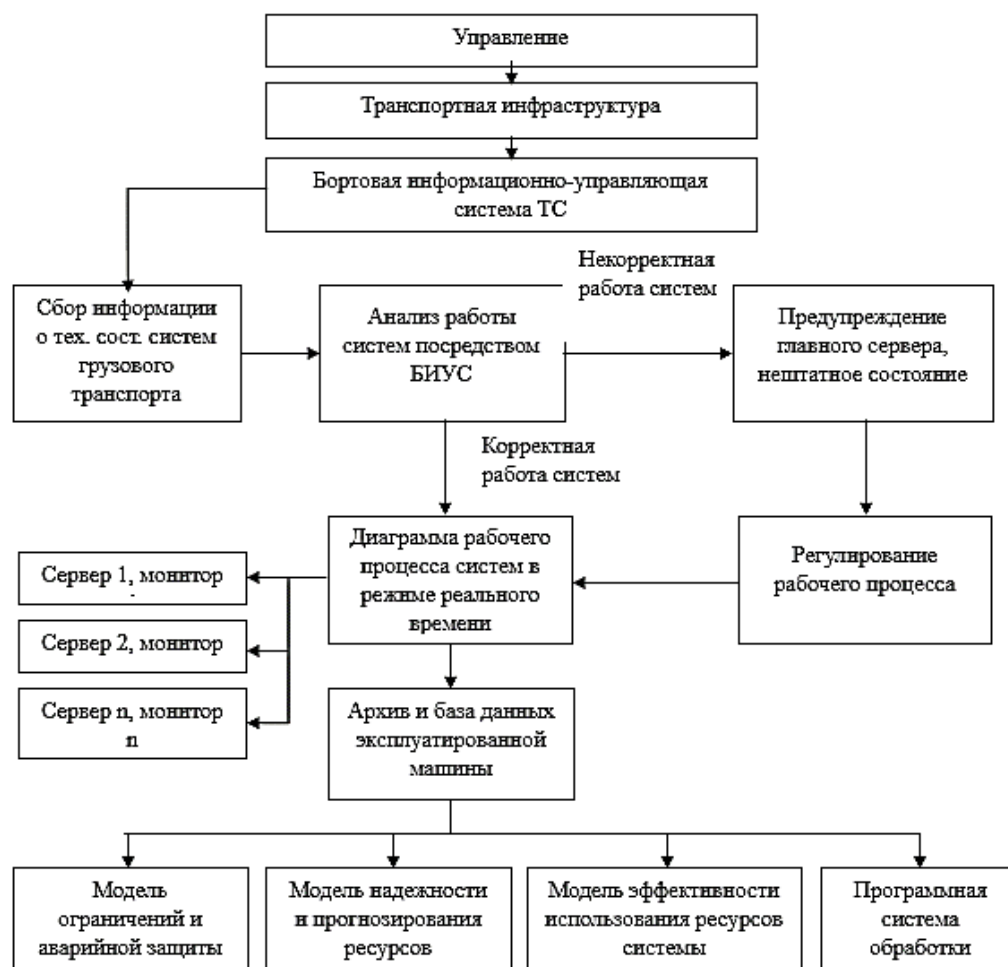 Управление
Транспортная инфраструктура
Бортовая информационно-управляющая
система ТС
Некорректная
работа систем
Сбор информации
о тех. сост. систем
грузового
транспорта
Анализ работы
систем посредством
БИУС
Предупреждение
главного сервера,
нештатное состояние
Корректная
работа систем
Диаграмма рабочего
процесса систем в
режиме реального
времени
Регулирование
рабочего процесса
Сервер 1, монитор
Сервер 2, монитор
Сервер n, монитор
n
Архив и база данных
эксплуатированной
машины
Модель
ограничений и
аварийной защиты
Модель надежности
и прогнозирования
ресурсов
Модель эффективности
использования ресурсов
системы
Программная
система
обработки